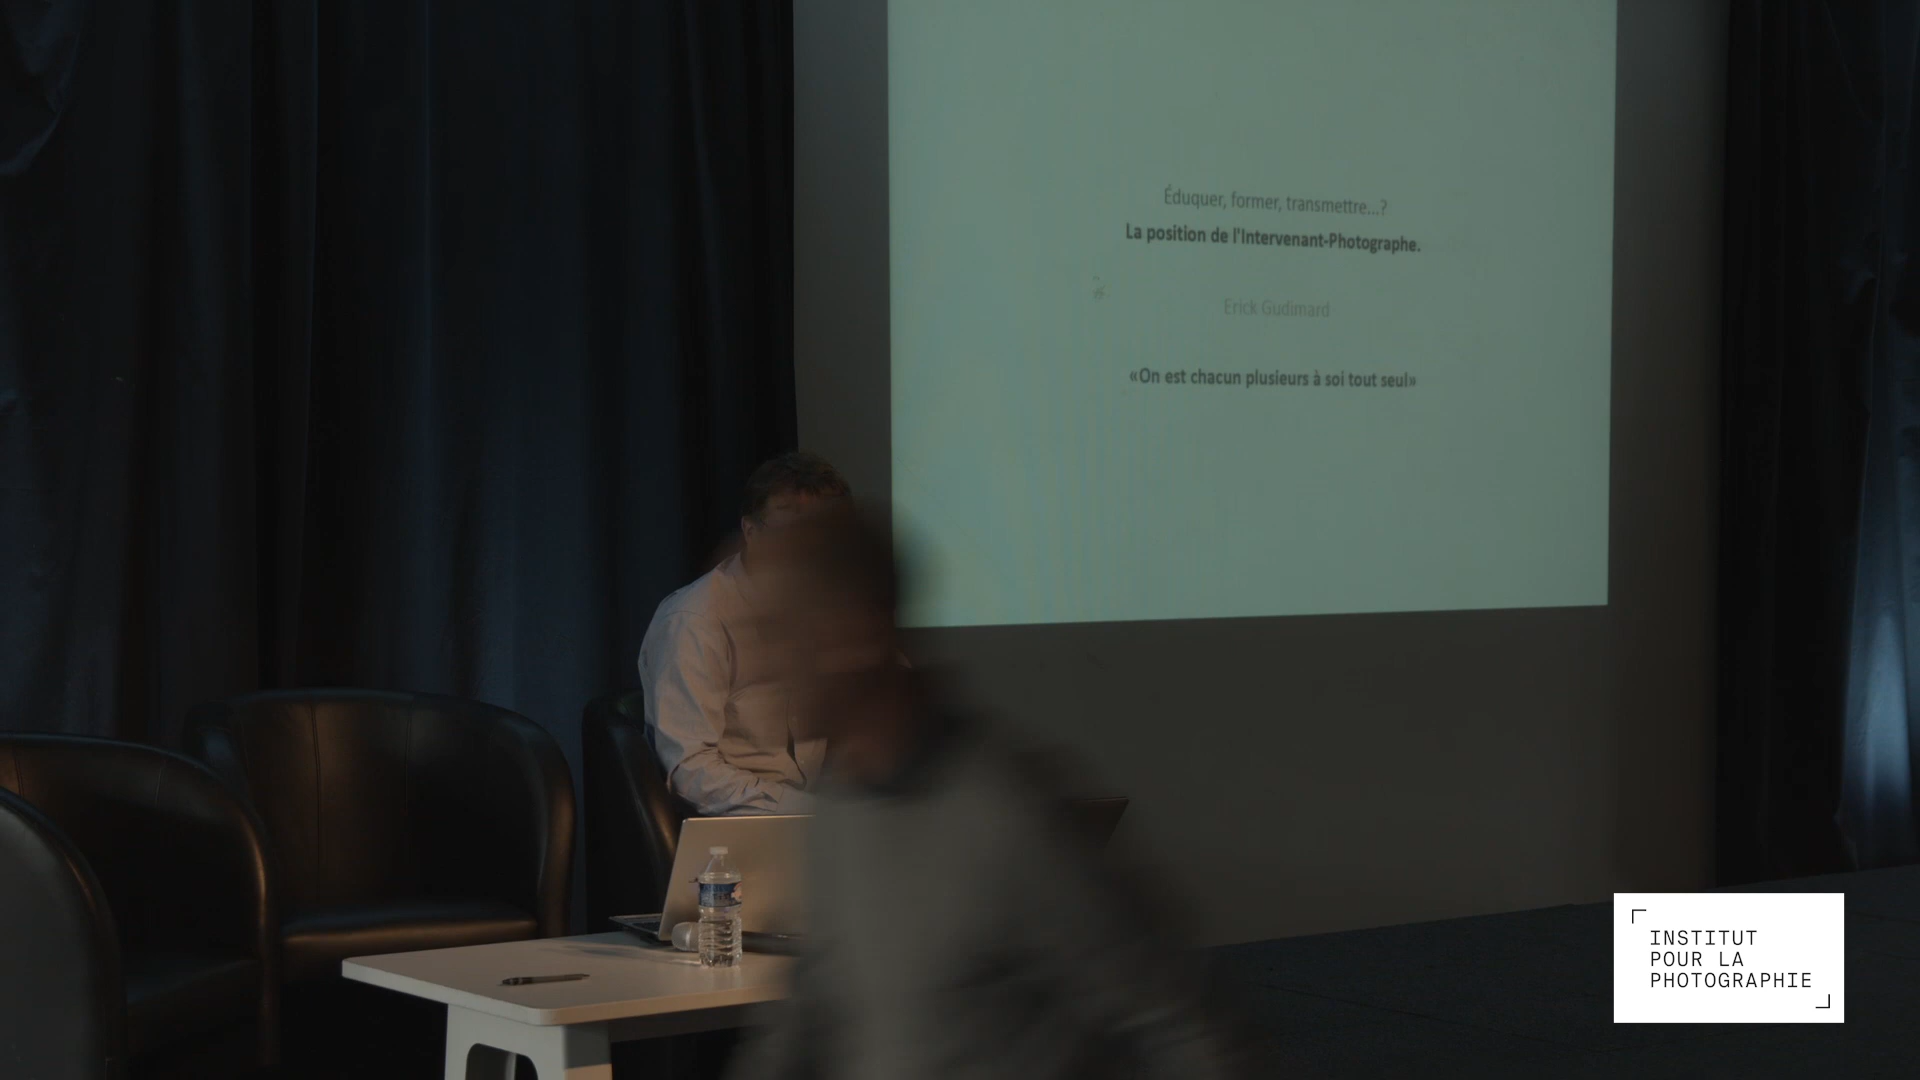 Éduquer, former, transmettre...?
La position de l'Intervenant-Photographe.
Erick Gudimard
«On est chacun plusieurs à soi tout seul»
INSTITUT
POUR LA
PHOTOGRAPHIE